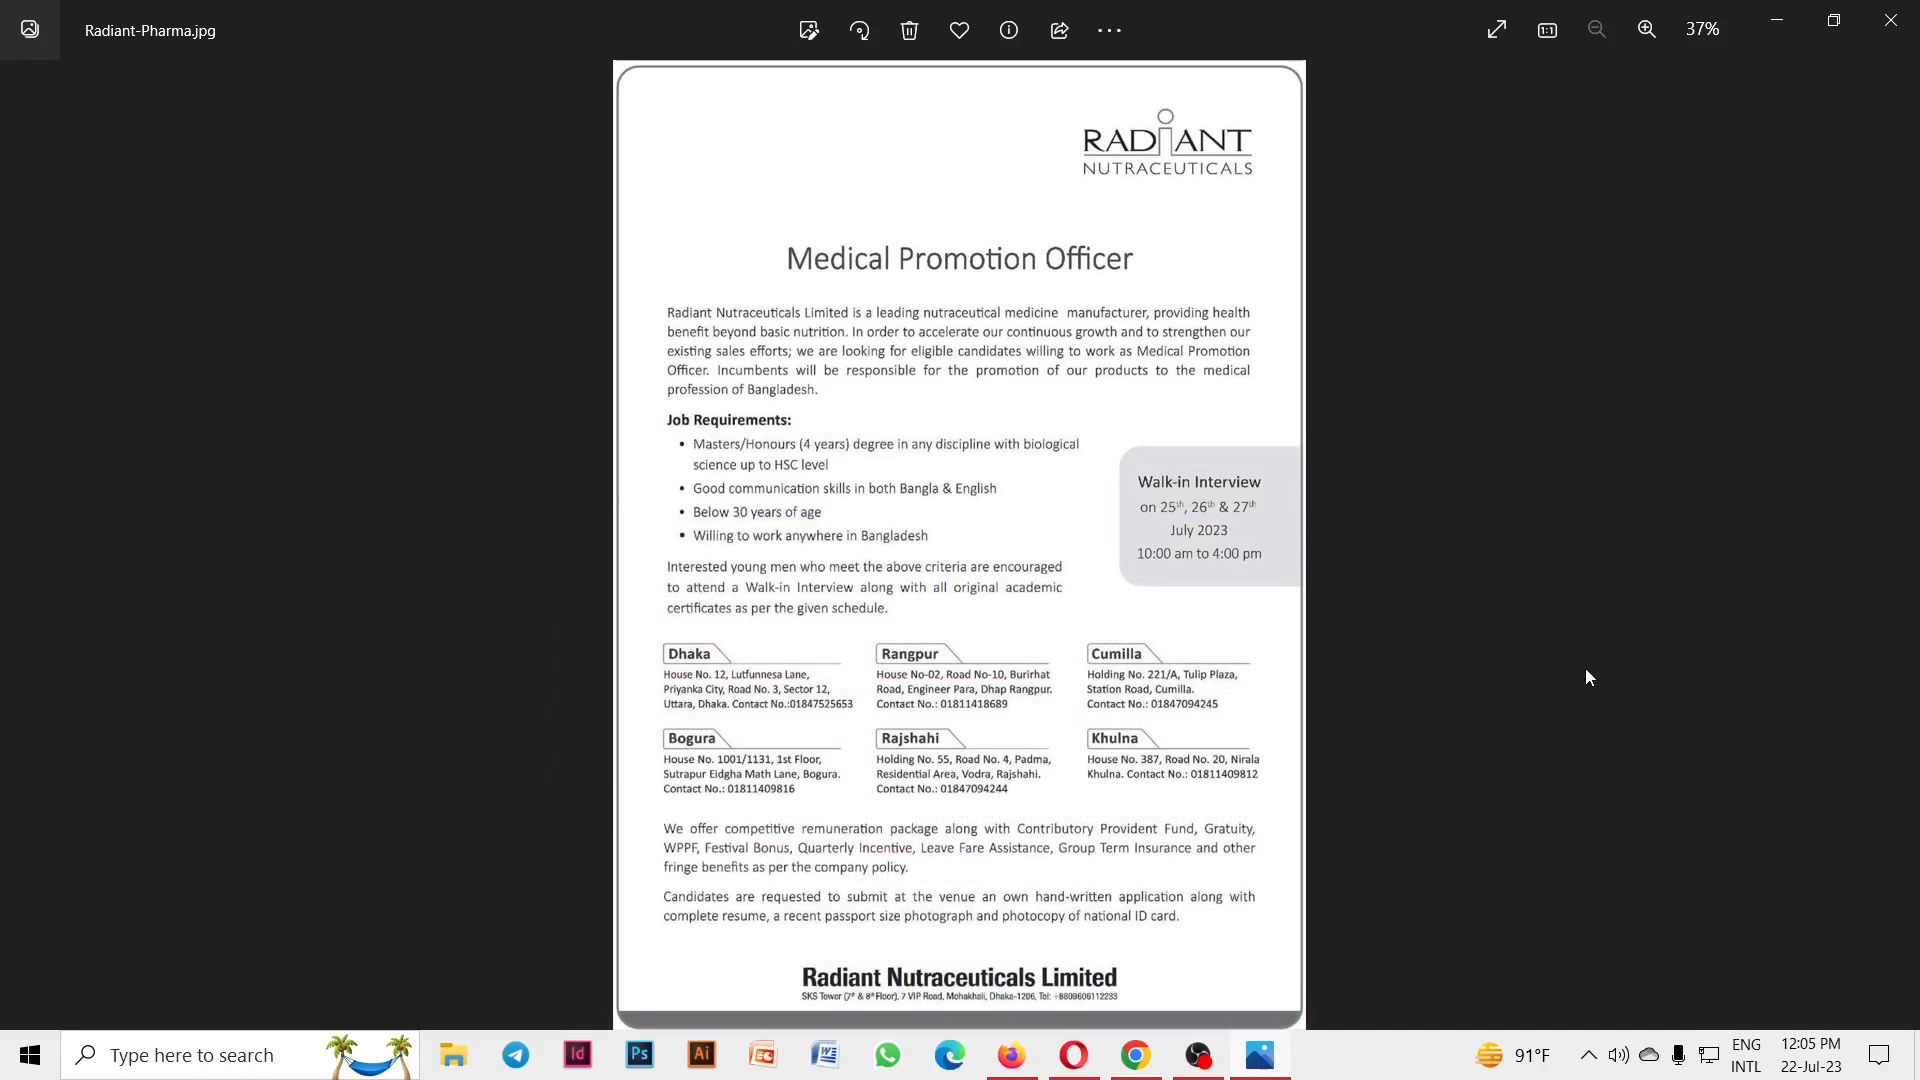 Radiant-Pharma.jpg
37%
RADiANT
NUTRACEUTICALS
Medical Promotion Officer
Radiant Nutraceuticals Limited is a leading nutraceutical medicine manufacturer, providing health
benefit beyond basic nutrition. In order to accelerate our continuous growth and to strengthen our
existing sales efforts; we are looking for eligible candidates willing to work as Medical Promotion
Officer. Incumbents will be responsible for the promotion of our products to the medical
profession of Bangladesh.
Job Requirements:
• Masters/Honours (4 years) degree in any discipline with biological
science up to HSC level
• Good communication skills in both Bangla & English
• Below 30 years of age
• Willing to work anywhere in Bangladesh
Walk-in Interview
on 25th, 26th & 27th
July 2023
10:00 am to 4:00 pm
Interested young men who meet the above criteria are encouraged
to attend a Walk-in Interview along with all original academic
certificates as per the given schedule.
Dhaka
House No. 12, Lutfunnesa Lane,
Priyanka City, Road No. 3, Sector 12,
Uttara, Dhaka. Contact No.:01847525653
Rangpur
House No-02, Road No-10, Burirhat
Road, Engineer Para, Dhap Rangpur.
Contact No.: 01811418689
Cumilla
Holding No. 221/A, Tulip Plaza,
Station Road, Cumilla.
Contact No.: 01847094245
Bogura
House No. 1001/1131, 1st Floor,
Sutrapur Eidgha Math Lane, Bogura.
Contact No.: 01811409816
Rajshahi
Holding No. 55, Road No. 4, Padma,
Residential Area, Vodra, Rajshahi.
Contact No.: 01847094244
Khulna
House No. 387, Road No. 20, Nirala
Khulna. Contact No.: 01811409812
We offer competitive remuneration package along with Contributory Provident Fund, Gratuity,
WPPF, Festival Bonus, Quarterly Incentive, Leave Fare Assistance, Group Term Insurance and other
fringe benefits as per the company policy.
Candidates are requested to submit at the venue an own hand-written application along with
complete resume, a recent passport size photograph and photocopy of national ID card.
Radiant Nutraceuticals Limited
SKS Tower (7th & 8th Floor), 7 VIP Road, Mohakhali, Dhaka-1206, Tel: +8809606112233
Type here to search
Id
Ps
Ai
91°F
ENG
INTL
12:05 PM
22-Jul-23